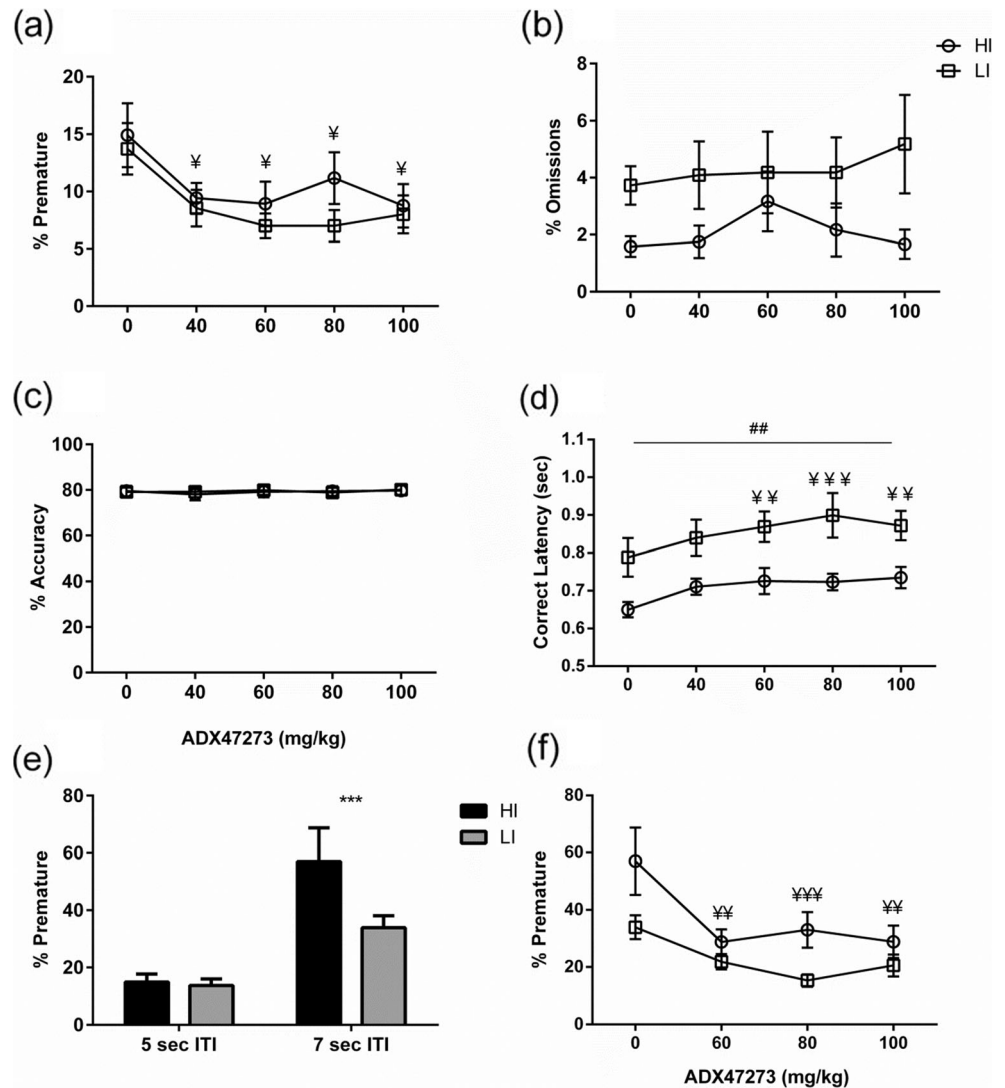 (a)
% Premature
20
15
10
5
0
¥ ¥ ¥ ¥
0 40 60 80 100
(b)
HI
LI
% Omissions
8
6
4
2
0
0 40 60 80 100
(c)
% Accuracy
100
80
60
40
20
0
0 40 60 80 100
ADX47273 (mg/kg)
(d)
Correct Latency (sec)
1.1
1.0
0.9
0.8
0.7
0.6
0.5
##
¥ ¥ ¥ ¥ ¥ ¥ ¥
0 40 60 80 100
(e)
% Premature
80
60
40
20
0
***
HI
LI
5 sec ITI 7 sec ITI
(f)
% Premature
80
60
40
20
0
¥¥ ¥¥¥ ¥¥
0 60 80 100
ADX47273 (mg/kg)